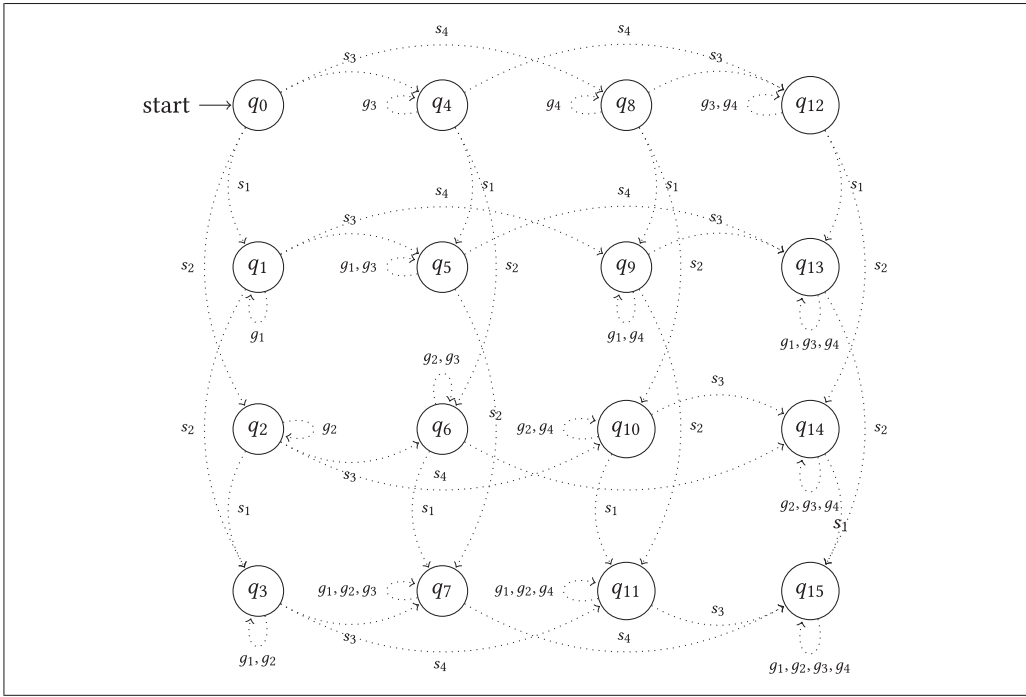 s₄ s₄
s₃ s₃
start q₀ g₃ q₄ g₄ q₈ g₃, g₄ q₁₂
s₁ s₁ s₁ s₁
s₄ s₄
s₃ s₃
s₂ q₁ g₁, g₃ q₅ s₂ q₉ s₂ q₁₃ s₂
g₁ g₁, g₄ g₁, g₃, g₄
g₂, g₃
s₃
s₂ q₂ g₂ q₆ s₂ g₂, g₄ q₁₀ s₂ q₁₄ s₂
s₃ s₄
s₁ s₁ s₁ g₂, g₃, g₄
s₁
q₃ g₁, g₂, g₃ q₇ g₁, g₂, g₄ q₁₁ q₁₅
s₃ s₄ s₃
g₁, g₂ s₄ g₁, g₂, g₃, g₄